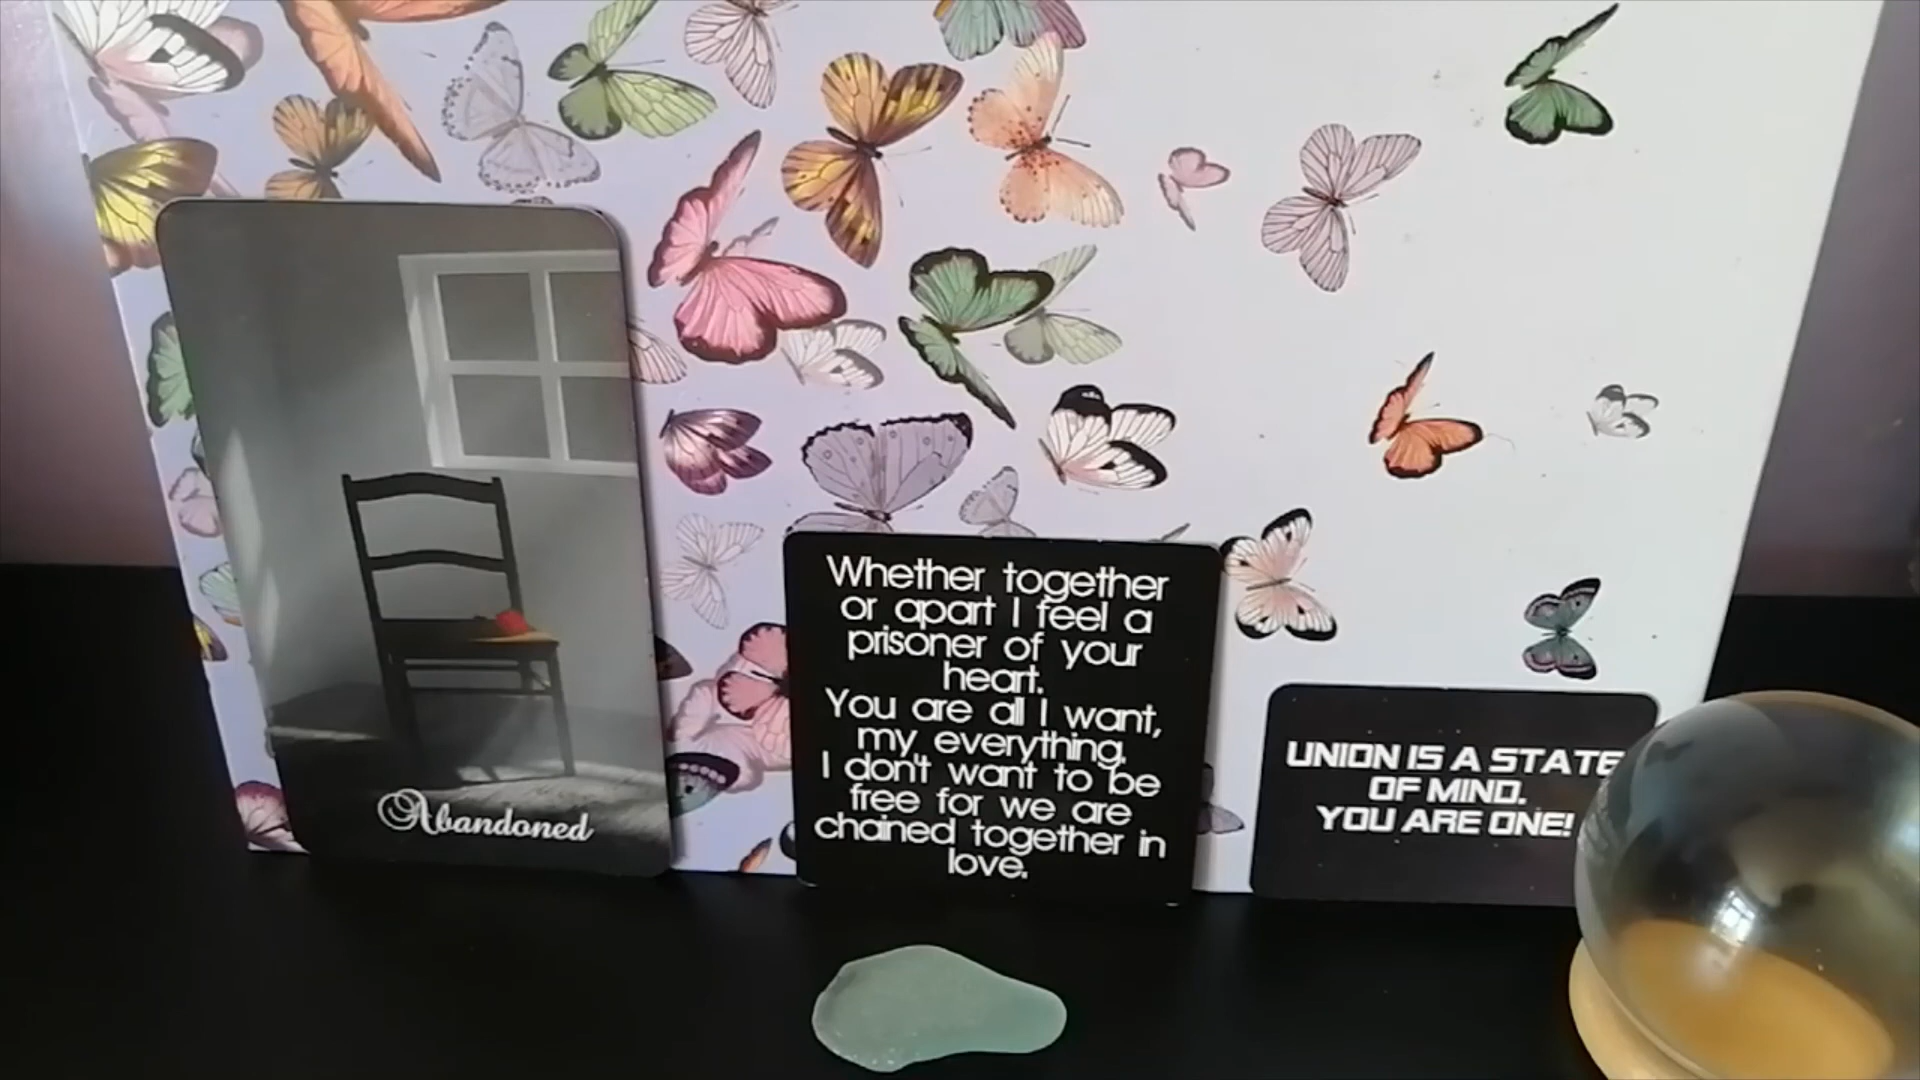 Abandoned
Whether together
or apart I feel a
prisoner of your
heart.
You are all I want,
my everything.
I don't want to be
free for we are
chained together in
love.
UNION IS A STATE
OF MIND.
YOU ARE ONE!